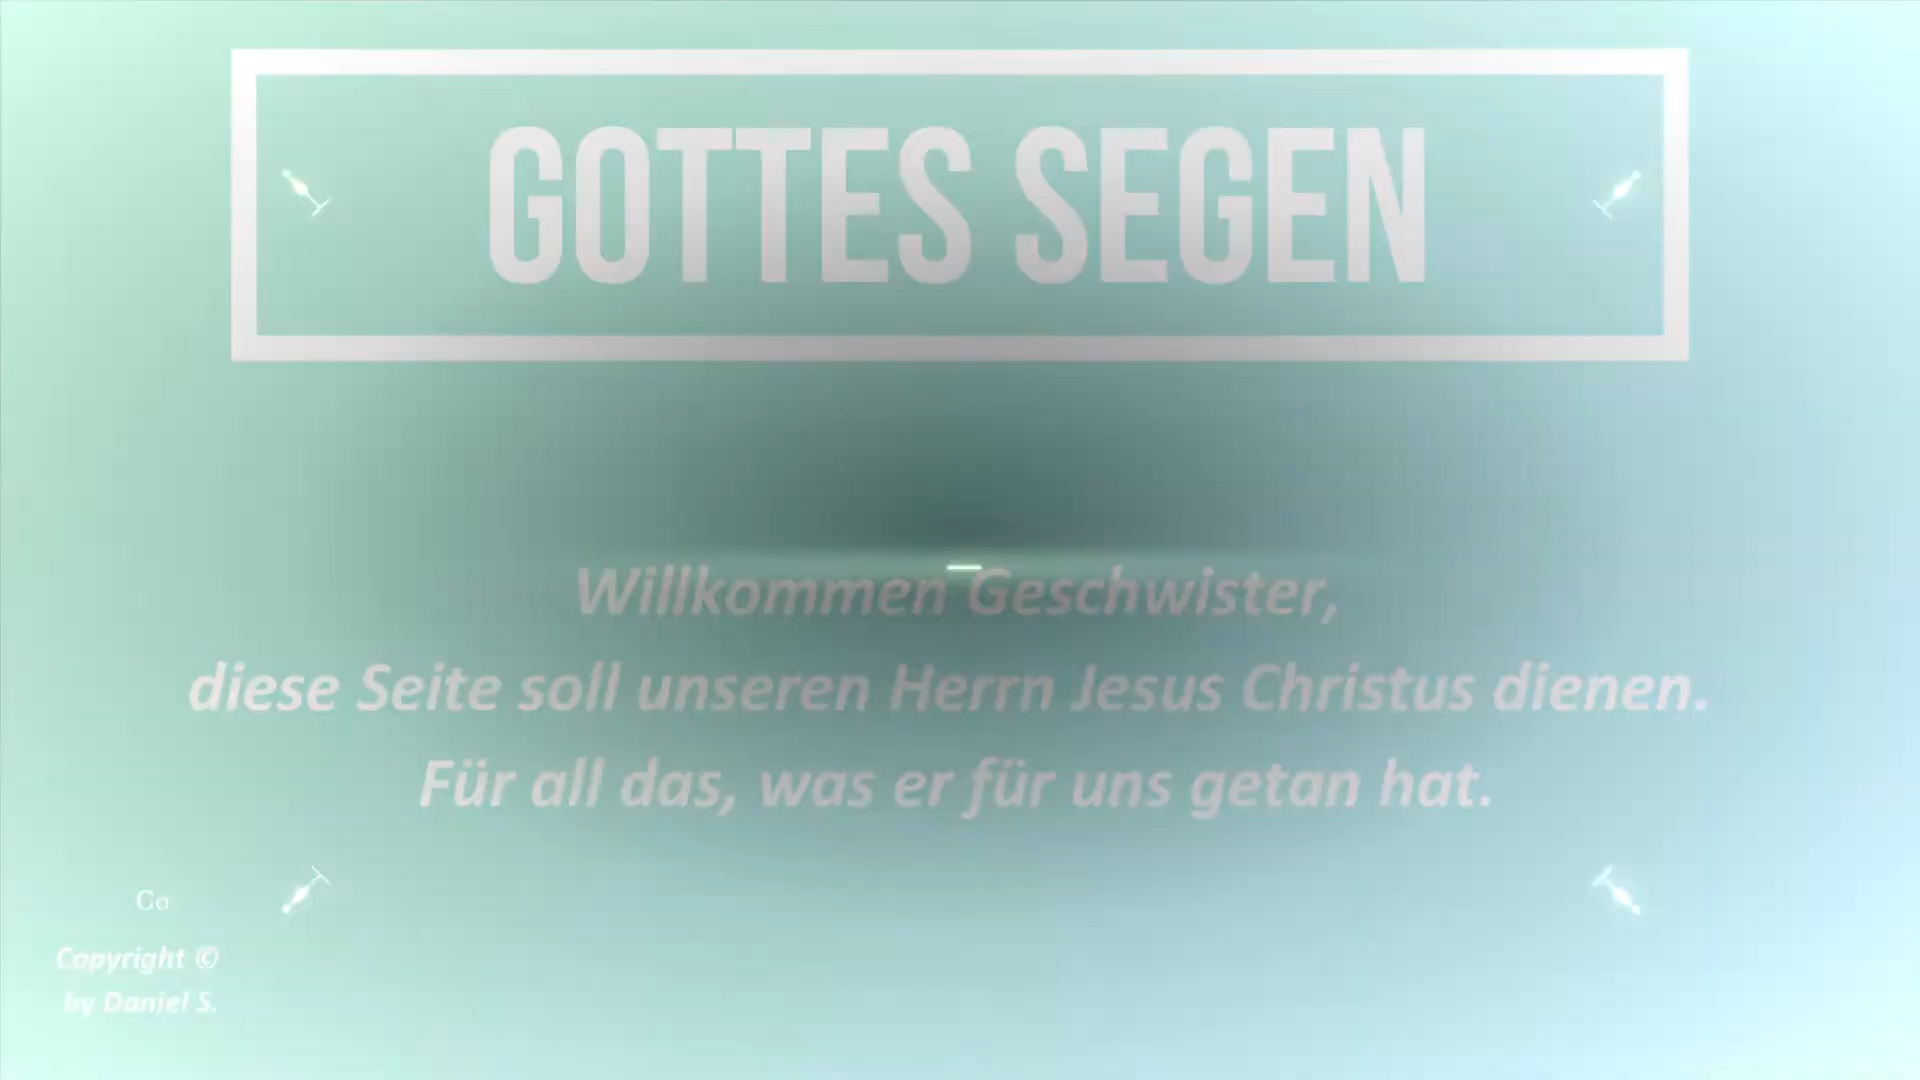 GOTTES SEGEN
Willkommen Geschwister,
diese Seite soll unseren Herrn Jesus Christus dienen.
Für all das, was er für uns getan hat.
Co
Copyright ©
by Daniel S.